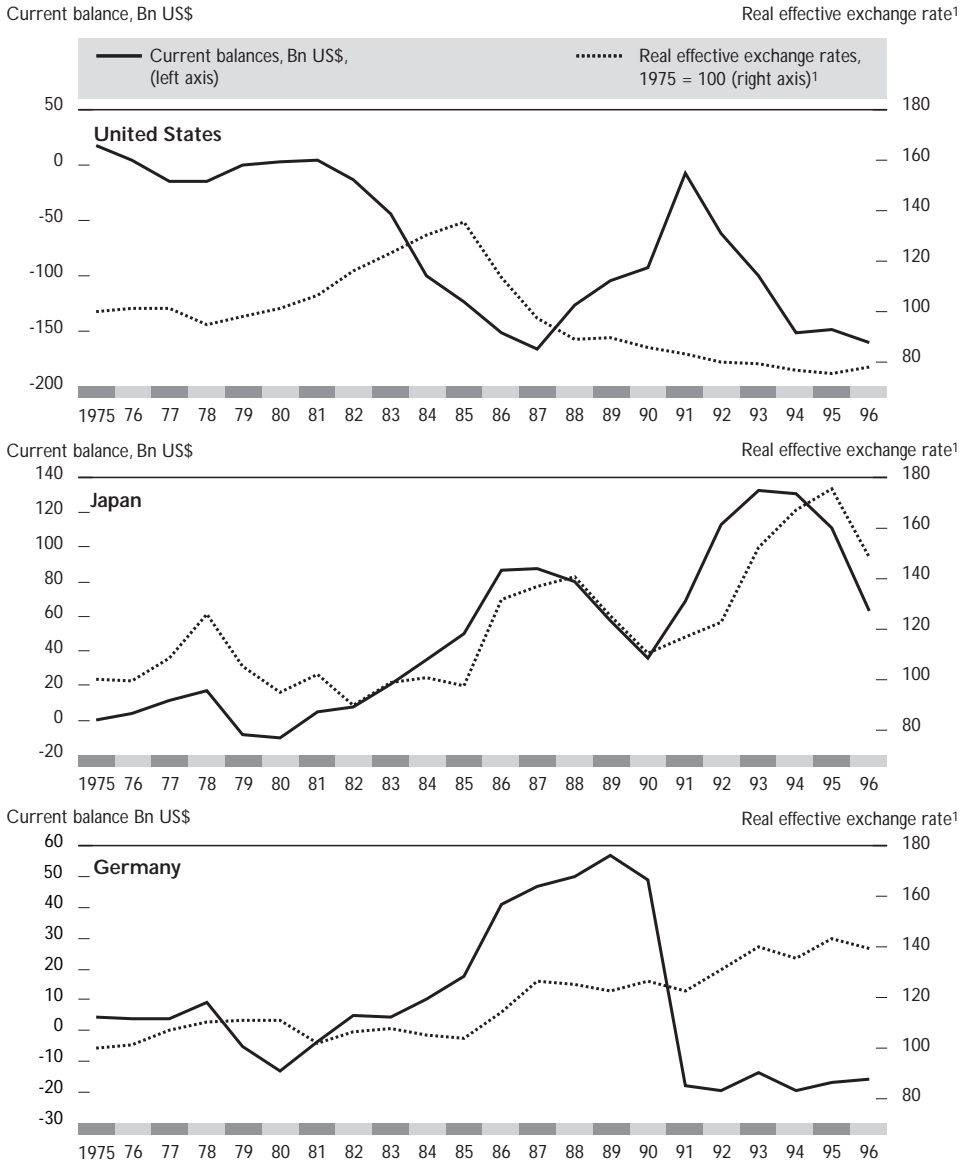 Current balance, Bn US$ Real effective exchange rate1
Current balances, Bn US$, Real effective exchange rates,
(left axis) 1975 = 100 (right axis)1
50 180
United States
0 160
-50 140
-100 120
-150 100
-200 80
1975 76 77 78 79 80 81 82 83 84 85 86 87 88 89 90 91 92 93 94 95 96
Current balance, Bn US$ Real effective exchange rate1
140 180
Japan
120 160
100 140
80 120
60 100
40 80
20
0
-20
1975 76 77 78 79 80 81 82 83 84 85 86 87 88 89 90 91 92 93 94 95 96
Current balance Bn US$ Real effective exchange rate1
60 180
Germany
50 160
40 140
30 120
20 100
10 80
0
-10
-20
-30
1975 76 77 78 79 80 81 82 83 84 85 86 87 88 89 90 91 92 93 94 95 96